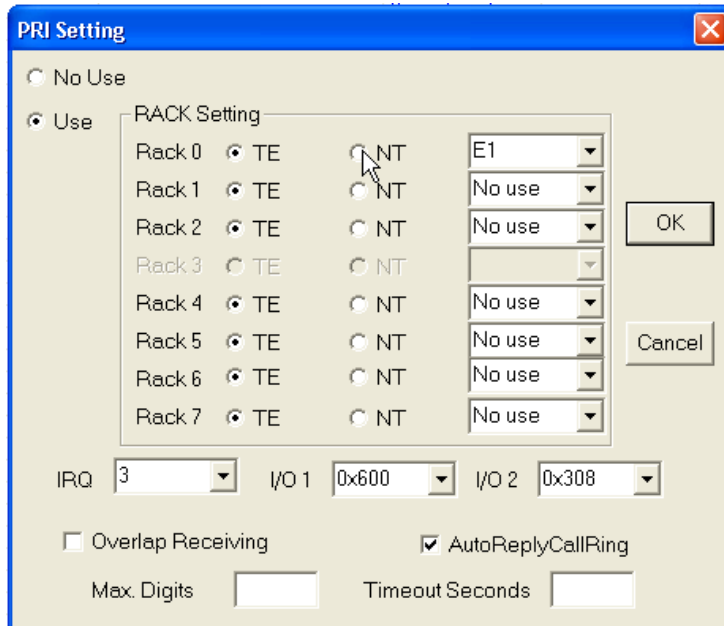 PRI Setting
No Use
Use
RACK Setting
Rack 0 TE NT E1
Rack 1 TE NT No use
Rack 2 TE NT No use
Rack 3 TE NT
Rack 4 TE NT No use
Rack 5 TE NT No use
Rack 6 TE NT No use
Rack 7 TE NT No use
OK
Cancel
IRQ 3 I/O 1 0x600 I/O 2 0x308
Overlap Receiving AutoReplyCallRing
Max. Digits Timeout Seconds